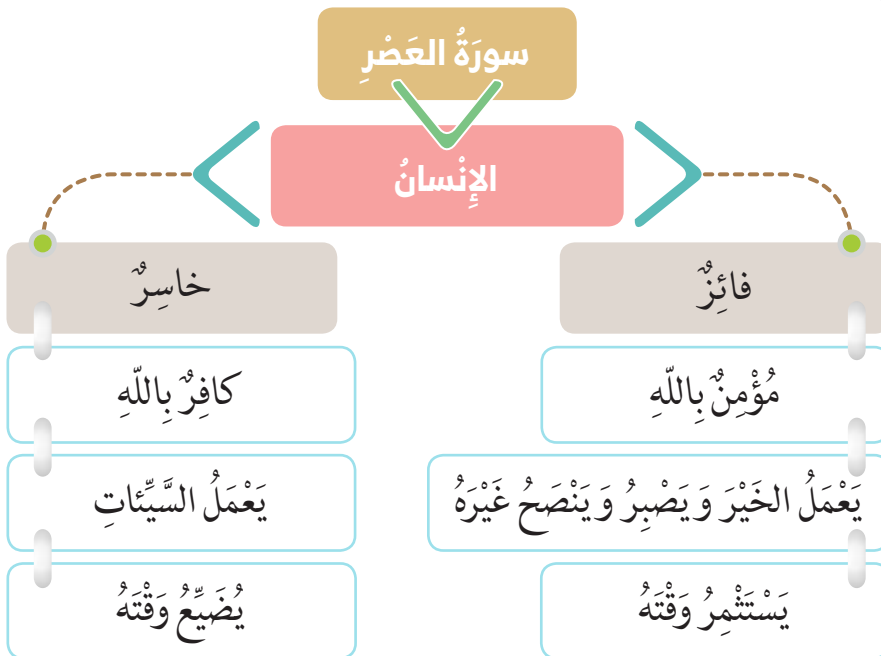 سورَةُ العَصْرِ
الإِنْسانُ
فائِزٌ
خاسِرٌ
مُؤْمِنٌ بِاللّهِ
كافِرٌ بِاللّهِ
يَعْمَلُ الخَيْرَ وَ يَصْبِرُ وَ يَنْصَحُ غَيْرَهُ
يَعْمَلُ السَّيِّئاتِ
يَسْتَثْمِرُ وَقْتَهُ
يُضَيِّعُ وَقْتَهُ